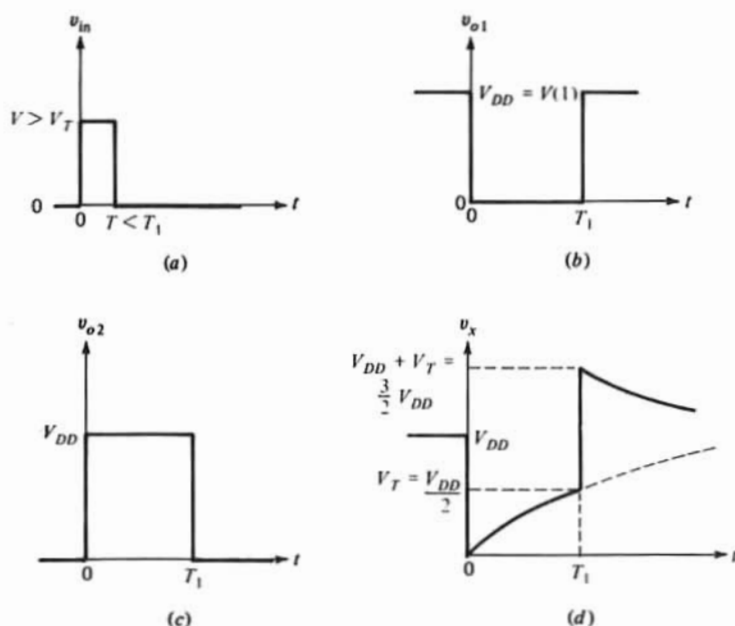 v_in
V > V_T
0
0
T < T_1
t
(a)
v_o1
V_DD = V(1)
0
0
T_1
t
(b)
v_o2
V_DD
0
T_1
t
(c)
v_x
V_DD + V_T =
3/2 V_DD
V_DD
V_T = V_DD/2
0
T_1
t
(d)